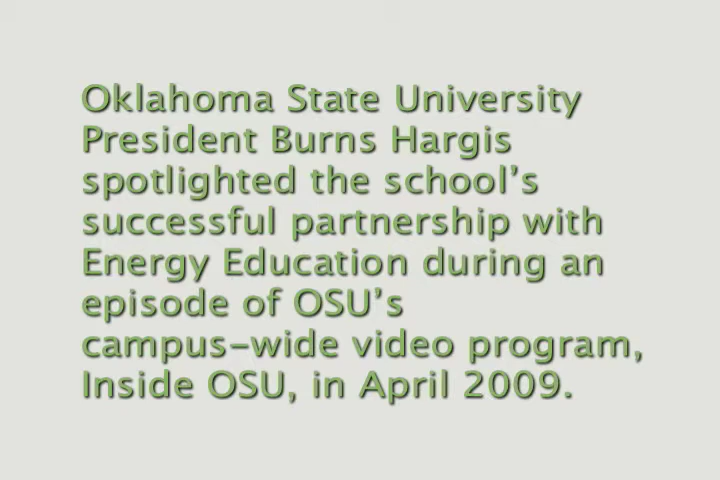 Oklahoma State University
President Burns Hargis
spotlighted the school’s
successful partnership with
Energy Education during an
episode of OSU’s
campus-wide video program,
Inside OSU, in April 2009.